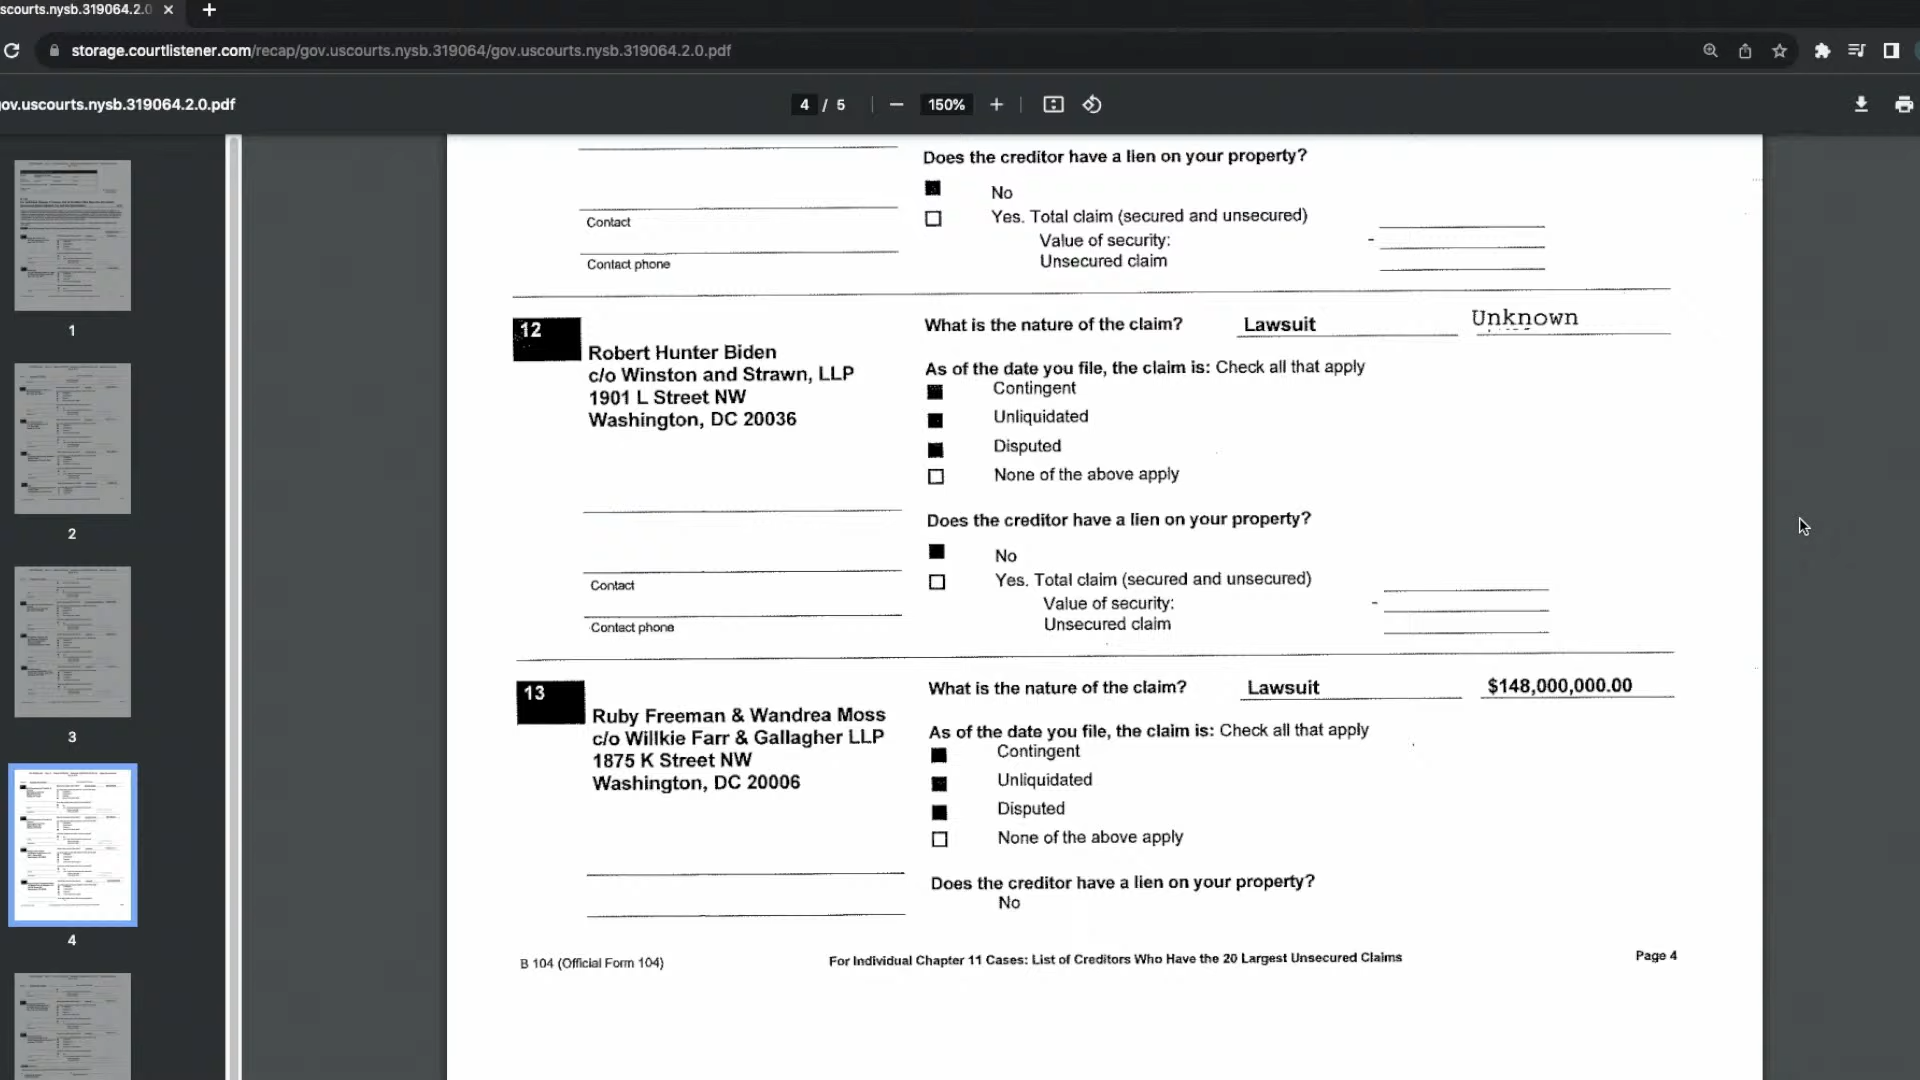 scourts.nysb.319064.2.0
storage.courtlistener.com/recap/gov.uscourts.nysb.319064/gov.uscourts.nysb.319064.2.0.pdf
ov.uscourts.nysb.319064.2.0.pdf
4 / 5
150%
1
2
3
4
Does the creditor have a lien on your property?
No
Yes. Total claim (secured and unsecured)
Contact
Value of security: -
Unsecured claim
Contact phone
12
What is the nature of the claim? Lawsuit Unknown
Robert Hunter Biden
c/o Winston and Strawn, LLP
1901 L Street NW
Washington, DC 20036
As of the date you file, the claim is: Check all that apply
Contingent
Unliquidated
Disputed
None of the above apply
Does the creditor have a lien on your property?
No
Yes. Total claim (secured and unsecured)
Contact
Value of security: -
Unsecured claim
Contact phone
13
What is the nature of the claim? Lawsuit $148,000,000.00
Ruby Freeman & Wandrea Moss
c/o Willkie Farr & Gallagher LLP
1875 K Street NW
Washington, DC 20006
As of the date you file, the claim is: Check all that apply
Contingent
Unliquidated
Disputed
None of the above apply
Does the creditor have a lien on your property?
No
B 104 (Official Form 104) For Individual Chapter 11 Cases: List of Creditors Who Have the 20 Largest Unsecured Claims Page 4